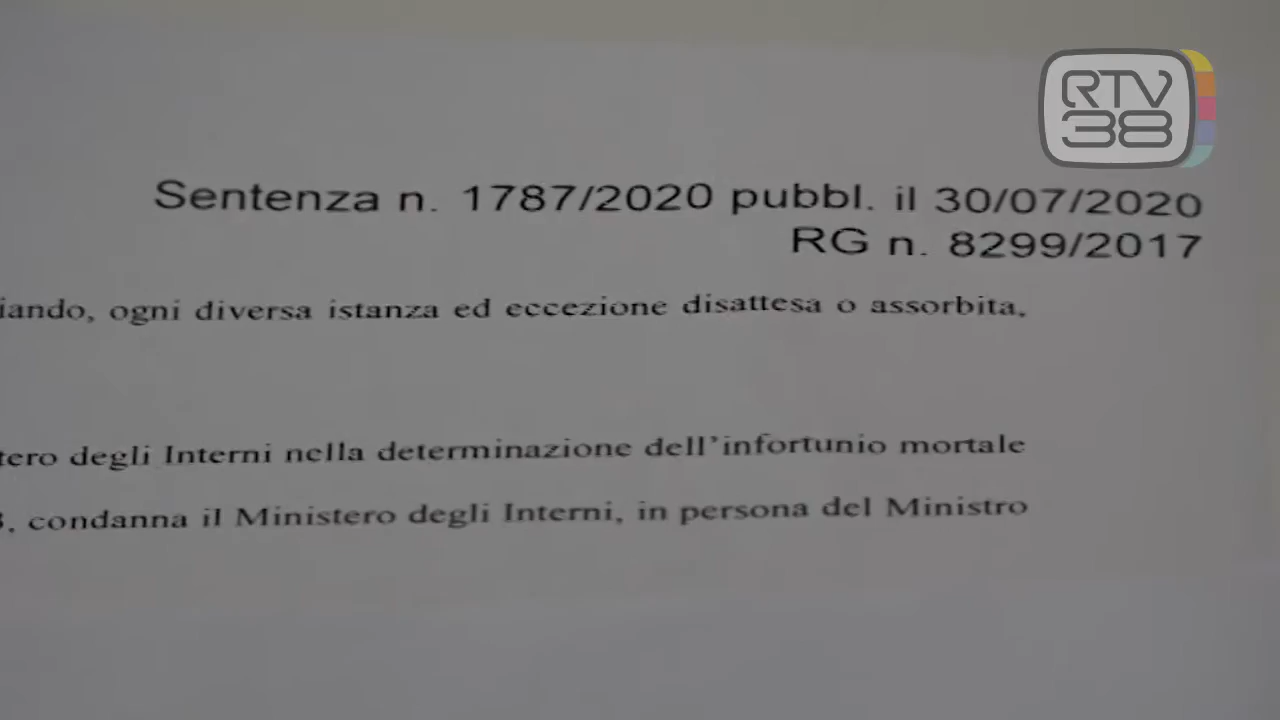 RTV
38
Sentenza n. 1787/2020 pubbl. il 30/07/2020
RG n. 8299/2017
iando, ogni diversa istanza ed eccezione disattesa o assorbita,
tero degli Interni nella determinazione dell'infortunio mortale
condanna il Ministero degli Interni, in persona del Ministro